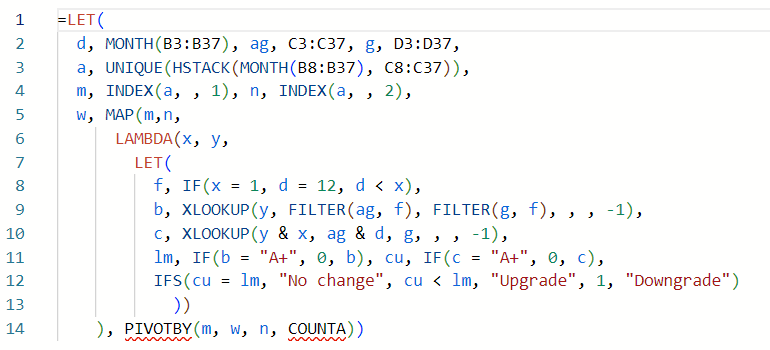 1 =LET(
2 d, MONTH(B3:B37), ag, C3:C37, g, D3:D37,
3 a, UNIQUE(HSTACK(MONTH(B8:B37), C8:C37)),
4 m, INDEX(a, , 1), n, INDEX(a, , 2),
5 w, MAP(m,n,
6 LAMBDA(x, y,
7 LET(
8 f, IF(x = 1, d = 12, d < x),
9 b, XLOOKUP(y, FILTER(ag, f), FILTER(g, f), , , -1),
10 c, XLOOKUP(y & x, ag & d, g, , , -1),
11 lm, IF(b = "A+", 0, b), cu, IF(c = "A+", 0, c),
12 IFS(cu = lm, "No change", cu < lm, "Upgrade", 1, "Downgrade")
13 ))
14 ), PIVOTBY(m, w, n, COUNTA))